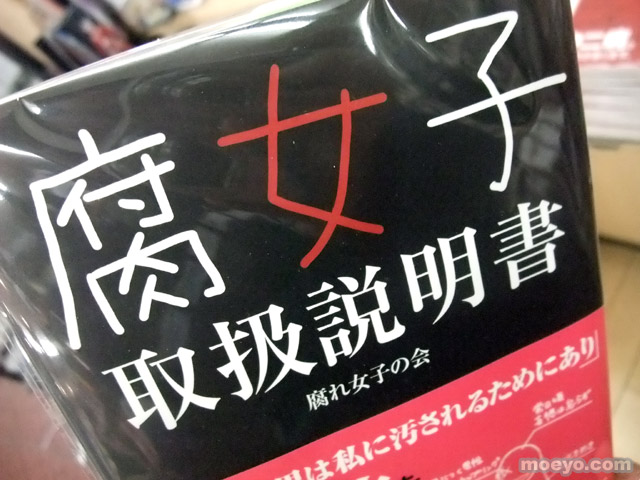 腐女子
取扱説明書
腐れ女子の会
は私に汚されるためにあり」
moeyo.com